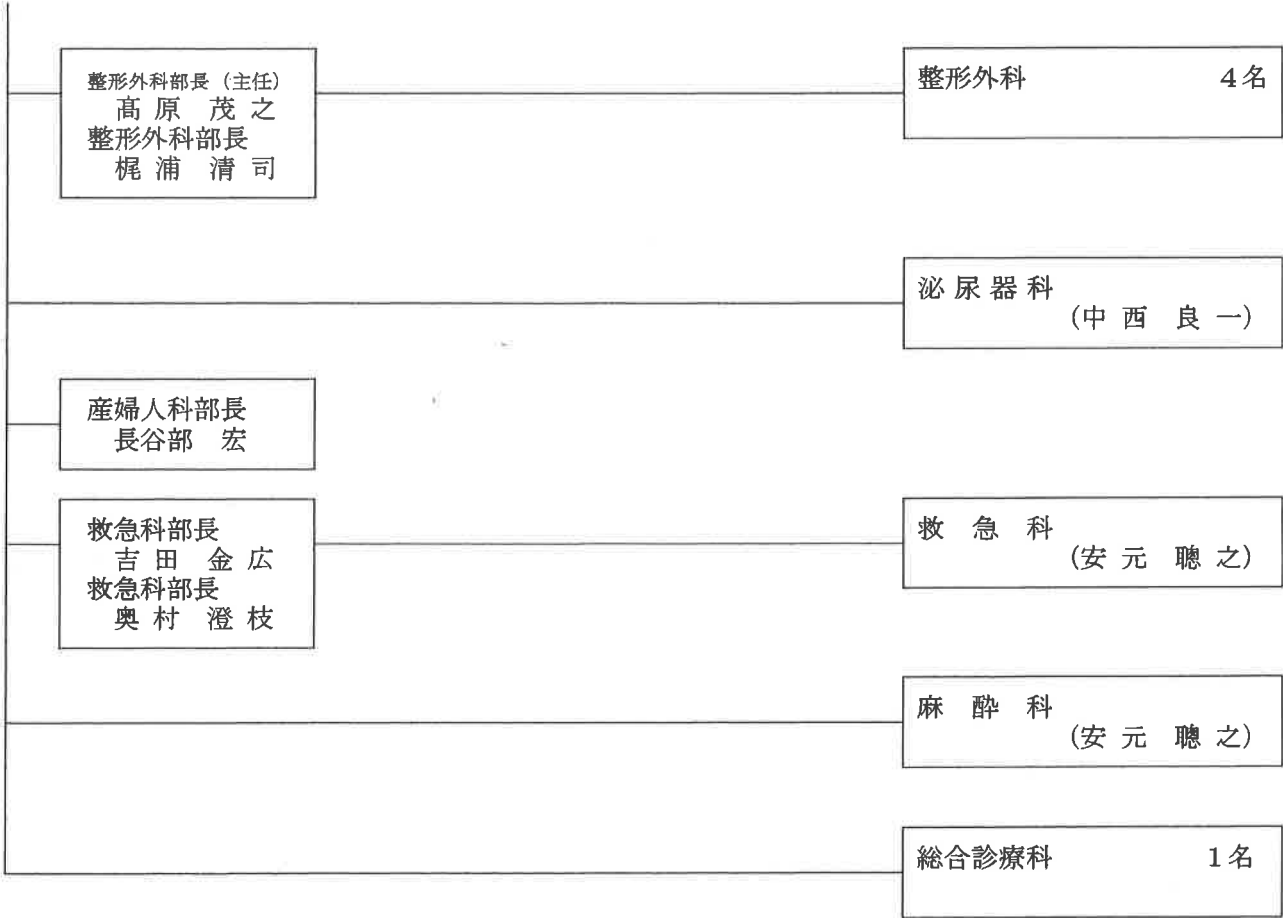 整形外科部長（主任）
髙原 茂之
整形外科部長
梶浦 清司
整形外科 4名
泌尿器科
(中西 良一)
産婦人科部長
長谷部 宏
救急科部長
吉田 金広
救急科部長
奥村 澄枝
救急科
(安元 聰之)
麻酔科
(安元 聰之)
総合診療科 1名